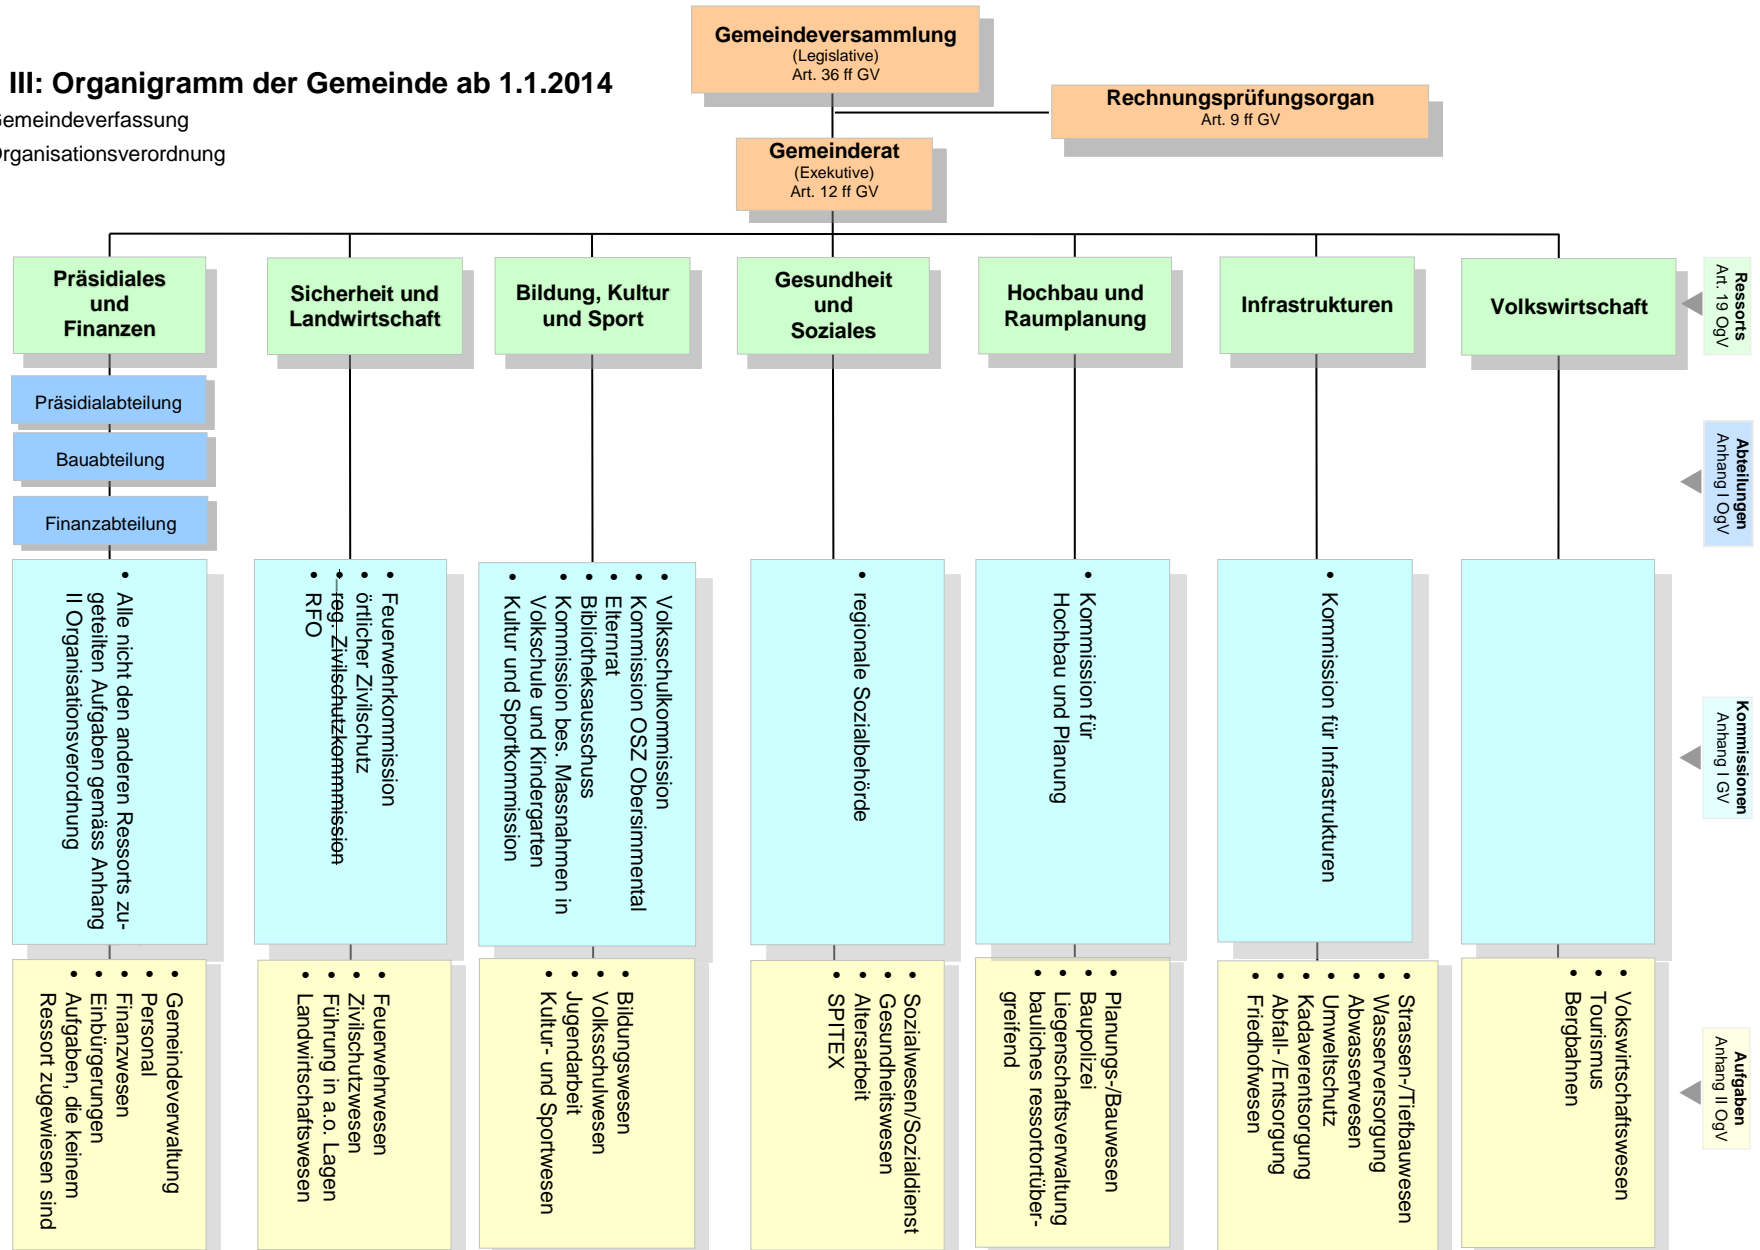 III: Organigramm der Gemeinde ab 1.1.2014
Gemeindeverfassung
Organisationsverordnung
Gemeindeversammlung
(Legislative)
Art. 36 ff GV
Rechnungsprüfungsorgan
Art. 9 ff GV
Gemeinderat
(Exekutive)
Art. 12 ff GV
Präsidiales
und
Finanzen
Sicherheit und
Landwirtschaft
Bildung, Kultur
und Sport
Gesundheit
und
Soziales
Hochbau und
Raumplanung
Infrastrukturen
Volkswirtschaft
Ressorts
Art. 19 OgV
Präsidialabteilung
Bauabteilung
Finanzabteilung
Abteilungen
Anhang I OgV
• Alle nicht den anderen Ressorts zu-
geteilten Aufgaben gemäss Anhang
II Organisationsverordnung
• Feuerwehrkommission
• örtlicher Zivilschutz
• reg. Zivilschutzkommission
• RFO
• Volksschulkommission
• Kommission OSZ Obersimmental
• Elternrat
• Bibliotheksausschuss
• Kommission bes. Massnahmen in
Volkschule und Kindergarten
• Kultur und Sportkommission
• regionale Sozialbehörde
• Kommission für
Hochbau und Planung
• Kommission für Infrastrukturen
Kommissionen
Anhang I GV
• Gemeindeverwaltung
• Personal
• Finanzwesen
• Einbürgerungen
• Aufgaben, die keinem
Ressort zugewiesen sind
• Feuerwehrwesen
• Zivilschutzwesen
• Führung in a.o. Lagen
• Landwirtschaftswesen
• Bildungswesen
• Volksschulwesen
• Jugendarbeit
• Kultur- und Sportwesen
• Sozialwesen/Sozialdienst
• Gesundheitswesen
• Altersarbeit
• SPITEX
• Planungs-/Bauwesen
• Baupolizei
• Liegenschaftsverwaltung
• bauliches ressortortüber-
greifend
• Strassen-/Tiefbauwesen
• Wasserversorgung
• Abwasserwesen
• Umweltschutz
• Kadaverentsorgung
• Abfall- /Entsorgung
• Friedhofwesen
• Vokswirtschaftswesen
• Tourismus
• Bergbahnen
Aufgaben
Anhang II OgV